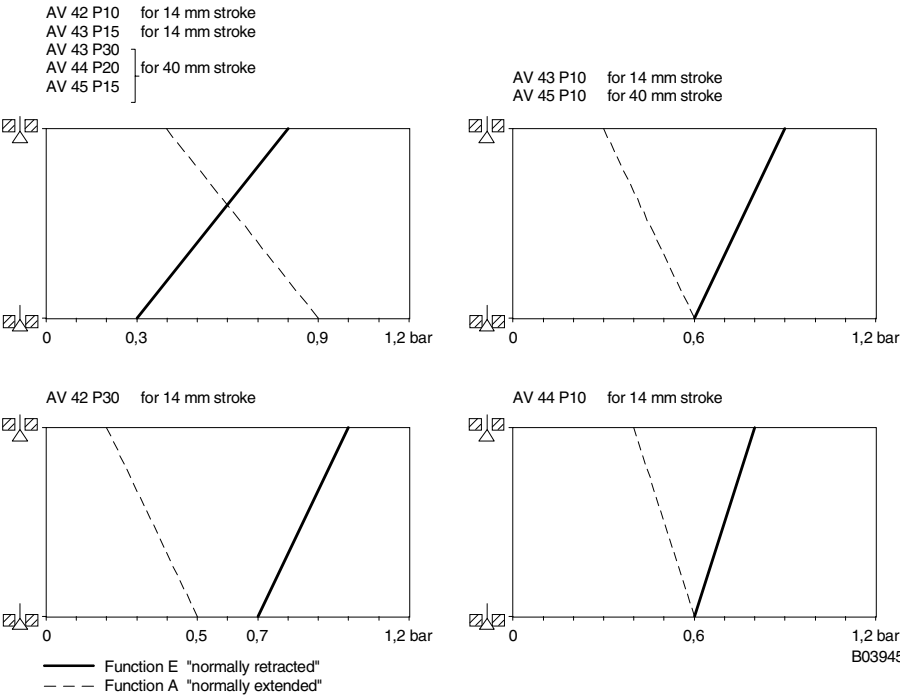 AV 42 P10 for 14 mm stroke
AV 43 P15 for 14 mm stroke
AV 43 P30
AV 44 P20 for 40 mm stroke
AV 45 P15
0 0,3 0,9 1,2 bar
AV 43 P10 for 14 mm stroke
AV 45 P10 for 40 mm stroke
0 0,6 1,2 bar
AV 42 P30 for 14 mm stroke
0 0,5 0,7 1,2 bar
AV 44 P10 for 14 mm stroke
0 0,6 1,2 bar
B03945
Function E "normally retracted"
Function A "normally extended"